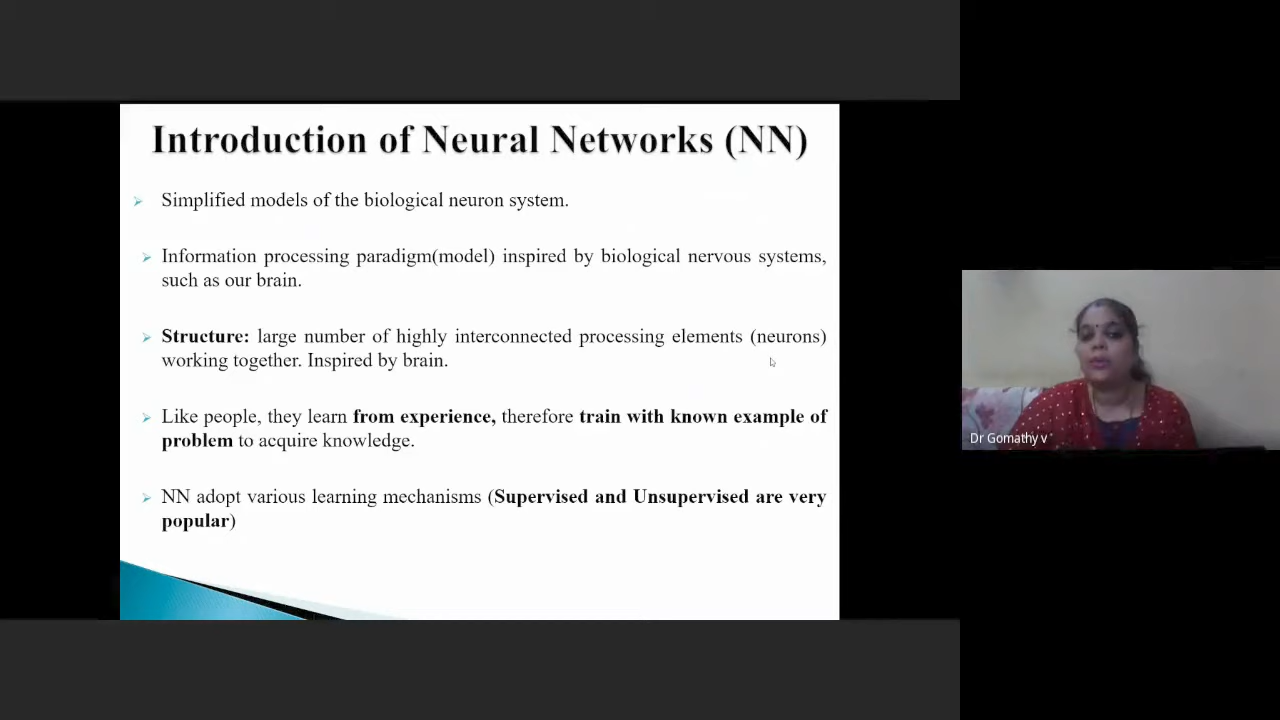 Introduction of Neural Networks (NN)
Simplified models of the biological neuron system.
Information processing paradigm(model) inspired by biological nervous systems,
such as our brain.
Structure: large number of highly interconnected processing elements (neurons)
working together. Inspired by brain.
Like people, they learn from experience, therefore train with known example of
problem to acquire knowledge.
NN adopt various learning mechanisms (Supervised and Unsupervised are very
popular)
Dr Gomathy v